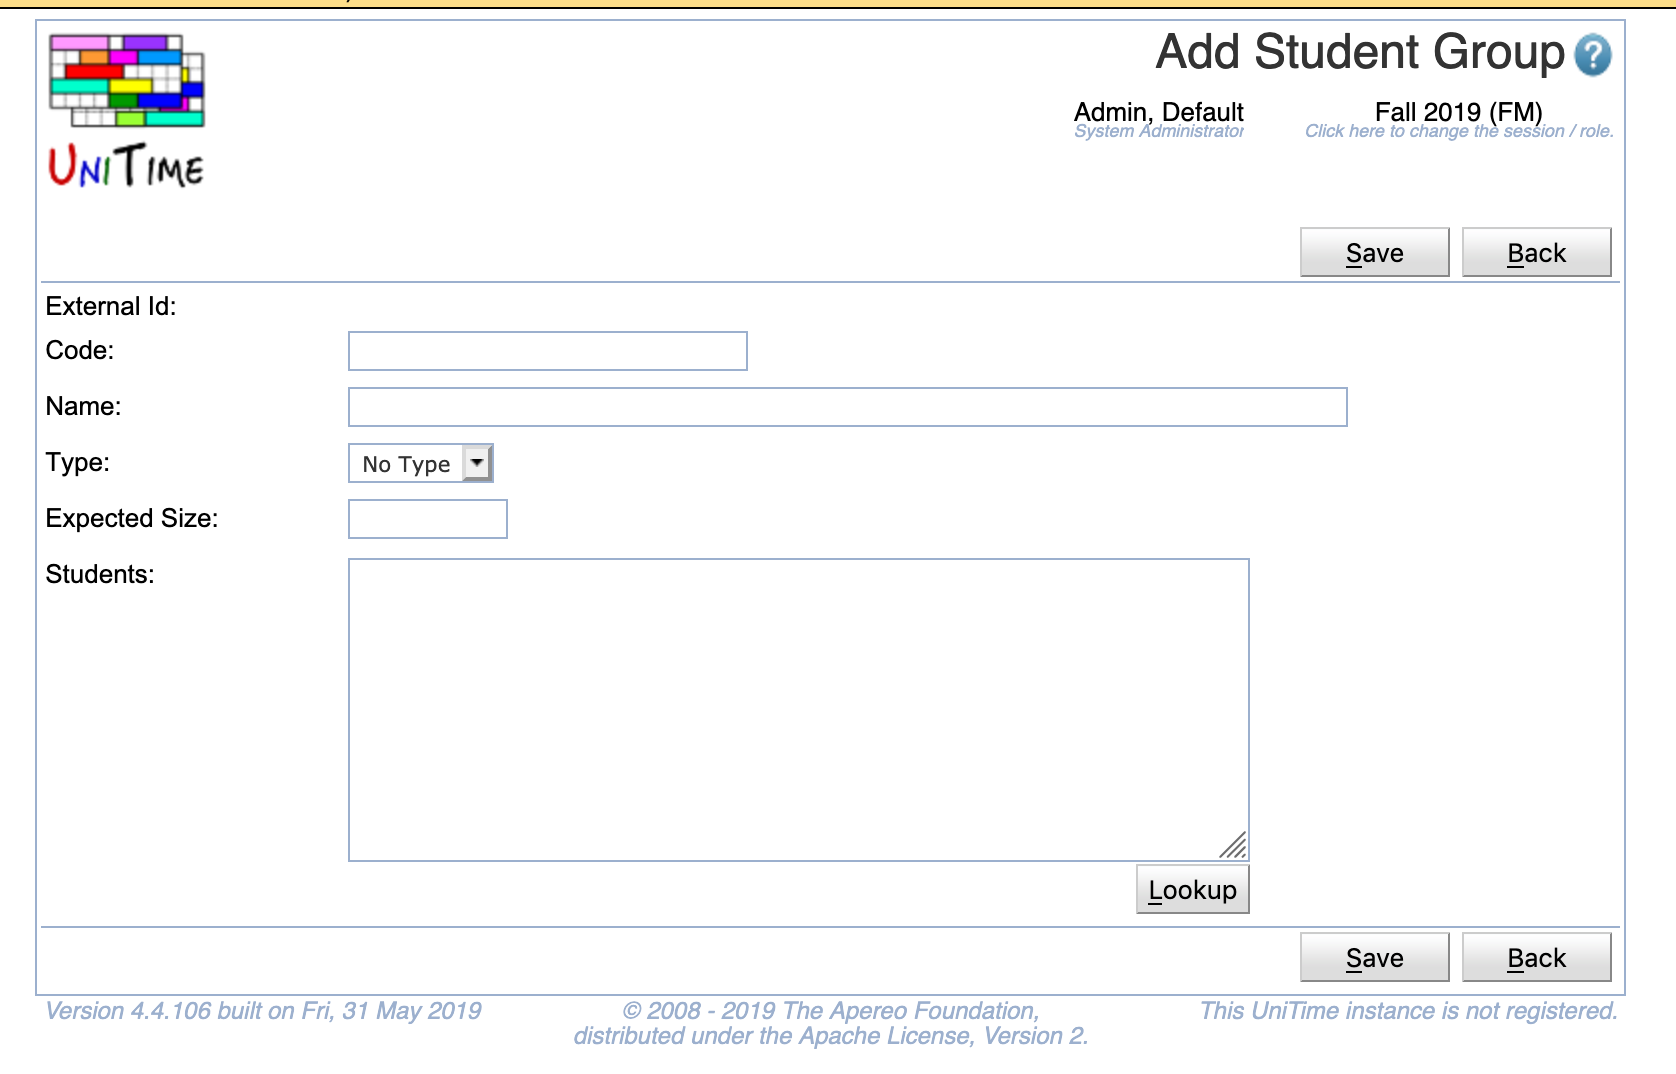 Add Student Group ?
Admin, Default
System Administrator
Fall 2019 (FM)
Click here to change the session / role.
UNITIME
Save Back
External Id:
Code:
Name:
Type: No Type
Expected Size:
Students:
Lookup
Save Back
Version 4.4.106 built on Fri, 31 May 2019
© 2008 - 2019 The Apereo Foundation,
distributed under the Apache License, Version 2.
This UniTime instance is not registered.